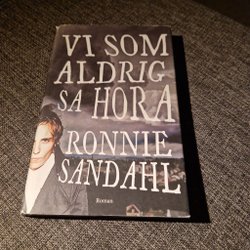 VI SOM
ALDRIG
SA HORA
RONNIE
SANDAHL
Roman